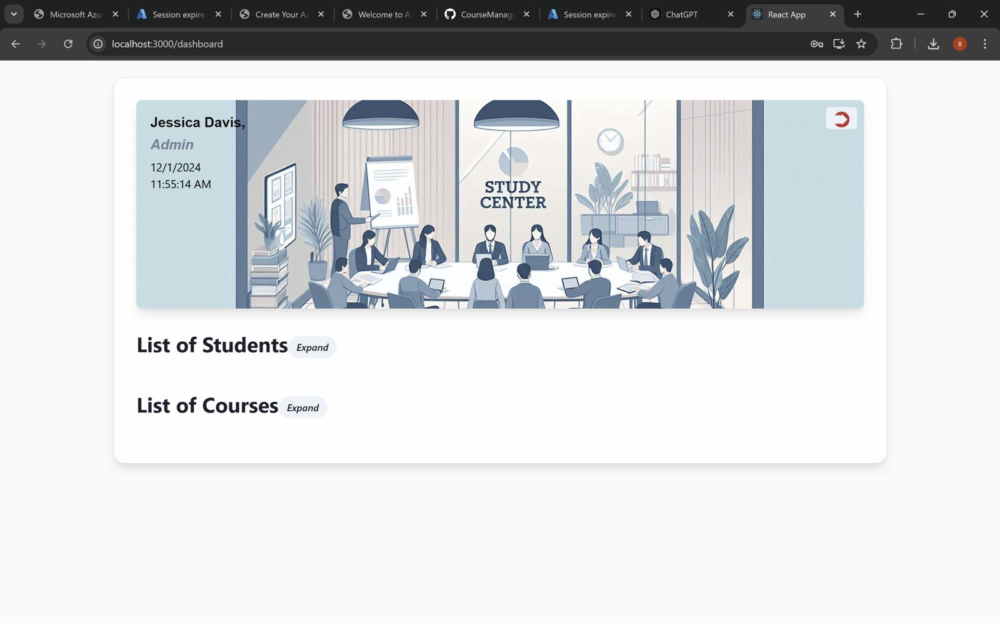 Microsoft Azu
Session expire
Create Your Az
Welcome to A
CourseManag
Session expire
ChatGPT
React App
localhost:3000/dashboard
S
Jessica Davis,
Admin
12/1/2024
11:55:14 AM
STUDY
CENTER
List of Students Expand
List of Courses Expand